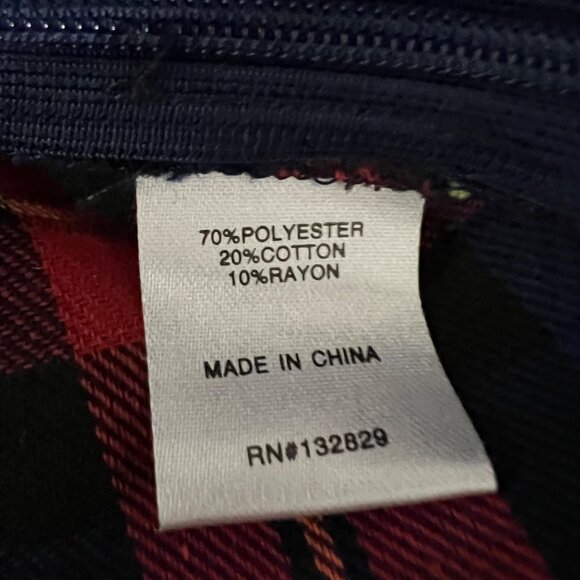 70%POLYESTER
20%COTTON
10%RAYON
MADE IN CHINA
RN#132829